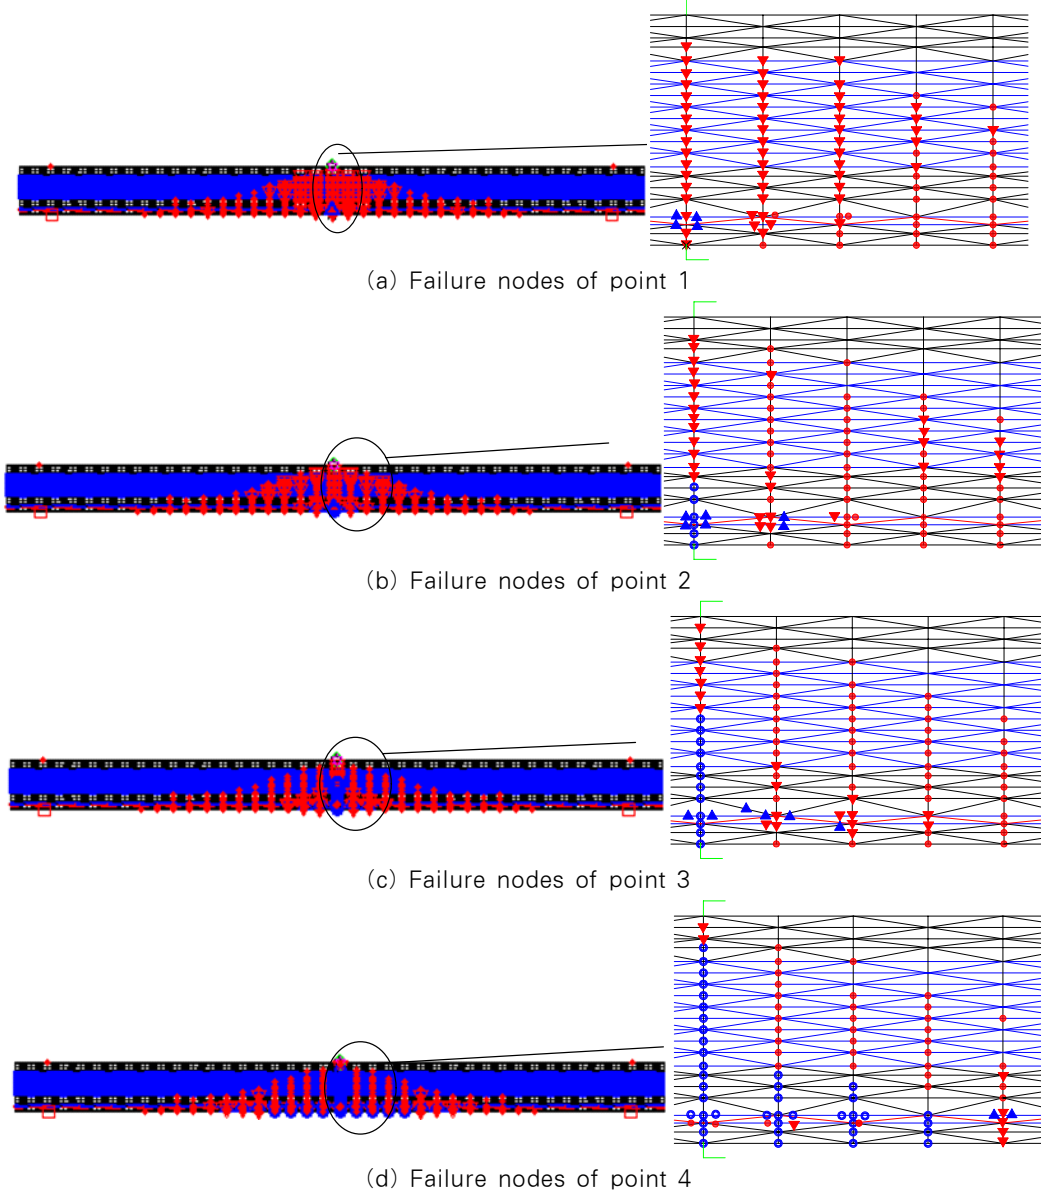 (a) Failure nodes of point 1
(b) Failure nodes of point 2
(c) Failure nodes of point 3
(d) Failure nodes of point 4